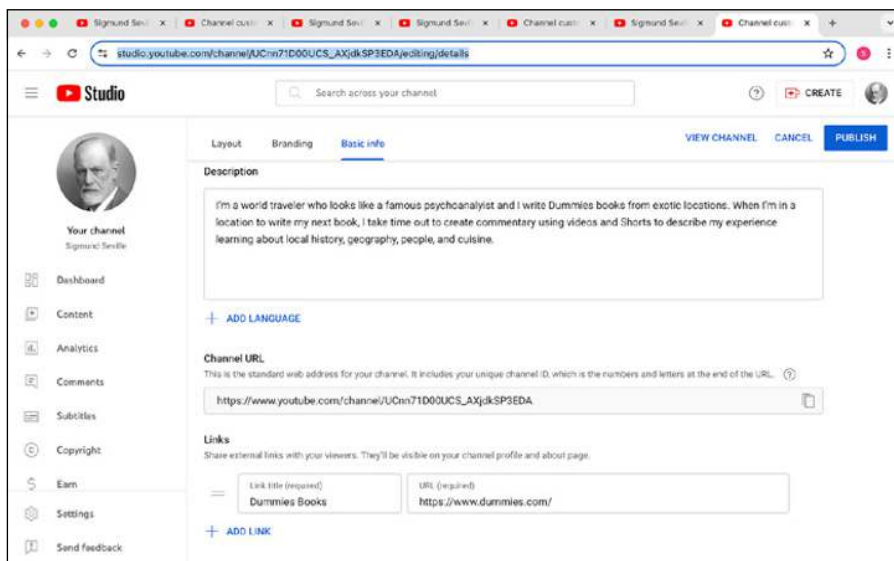 Sigmund Sevil
Channel custo
Sigmund Sevil
Sigmund Sevil
Channel custo
Sigmund Sevil
Channel custo
studio.youtube.com/channel/UCnn71D00UCS_AXjdkSP3EDA/editing/details
S
Studio
Search across your channel
CREATE
Layout Branding Basic info
VIEW CHANNEL CANCEL PUBLISH
Description
I'm a world traveler who looks like a famous psychoanalyist and I write Dummies books from exotic locations. When I'm in a
location to write my next book, I take time out to create commentary using videos and Shorts to describe my experience
learning about local history, geography, people, and cuisine.
ADD LANGUAGE
Channel URL
This is the standard web address for your channel. It includes your unique channel ID, which is the numbers and letters at the end of the URL.
https://www.youtube.com/channel/UCnn71D00UCS_AXjdkSP3EDA
Links
Share external links with your viewers. They'll be visible on your channel profile and about page.
Link title (required)
Dummies Books
URL (required)
https://www.dummies.com/
ADD LINK
Your channel
Sigmund Seville
Dashboard
Content
Analytics
Comments
Subtitles
Copyright
Earn
Settings
Send feedback